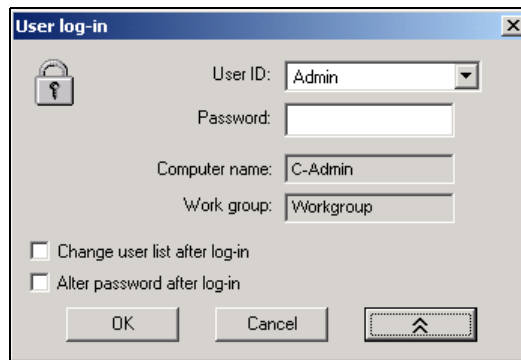 User log-in
User ID: Admin
Password:
Computer name: C-Admin
Work group: Workgroup
Change user list after log-in
Alter password after log-in
OK Cancel